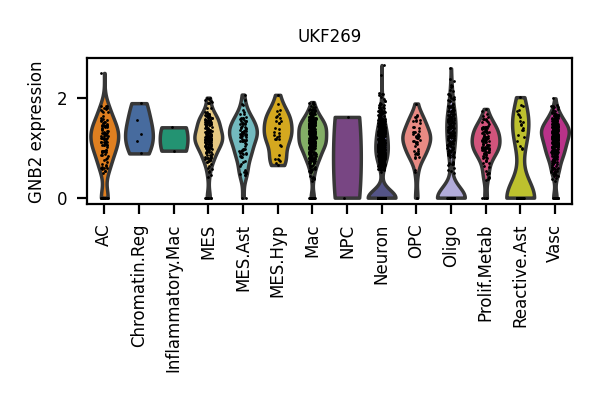 UKF269
GNB2 expression
2
0
AC
Chromatin.Reg
Inflammatory.Mac
MES
MES.Ast
MES.Hyp
Mac
NPC
Neuron
OPC
Oligo
Prolif.Metab
Reactive.Ast
Vasc